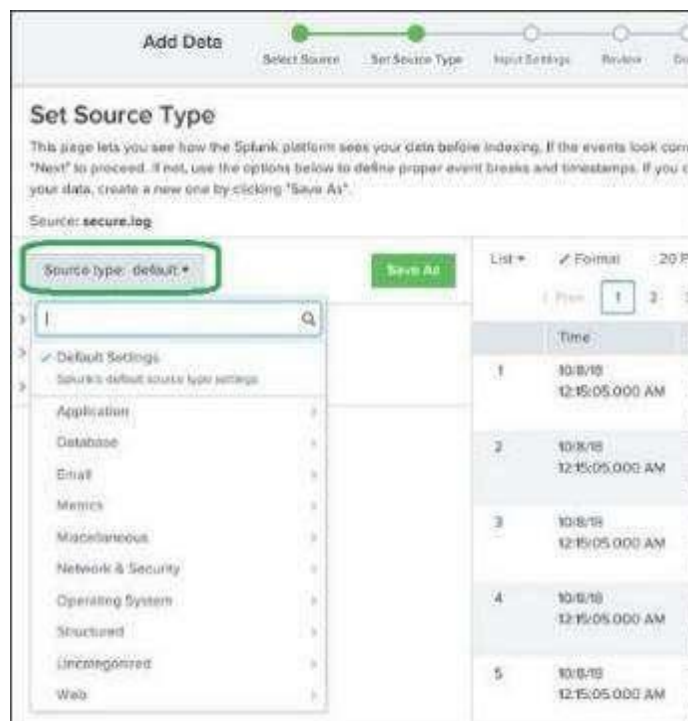 Add Data
Select Source
Set Source Type
Input Settings
Review
Set Source Type
This page lets you see how the Splunk platform sees your data before indexing. If the events look
"Next" to proceed. If not, use the options below to define proper event breaks and timestamps. If you
your data, create a new one by clicking "Save As".
Source: secure.log
Source type: default
Save As
List
Format
20
Prev
1
2
Default Settings
Splunk's default source type settings
Application
Database
Email
Metrics
Miscellaneous
Network & Security
Operating System
Structured
Uncategorized
Web
Time
1
10/8/18
12:15:05.000 AM
2
10/8/18
12:15:05.000 AM
3
10/8/18
12:15:05.000 AM
4
10/8/18
12:15:05.000 AM
5
10/8/18
12:15:05.000 AM